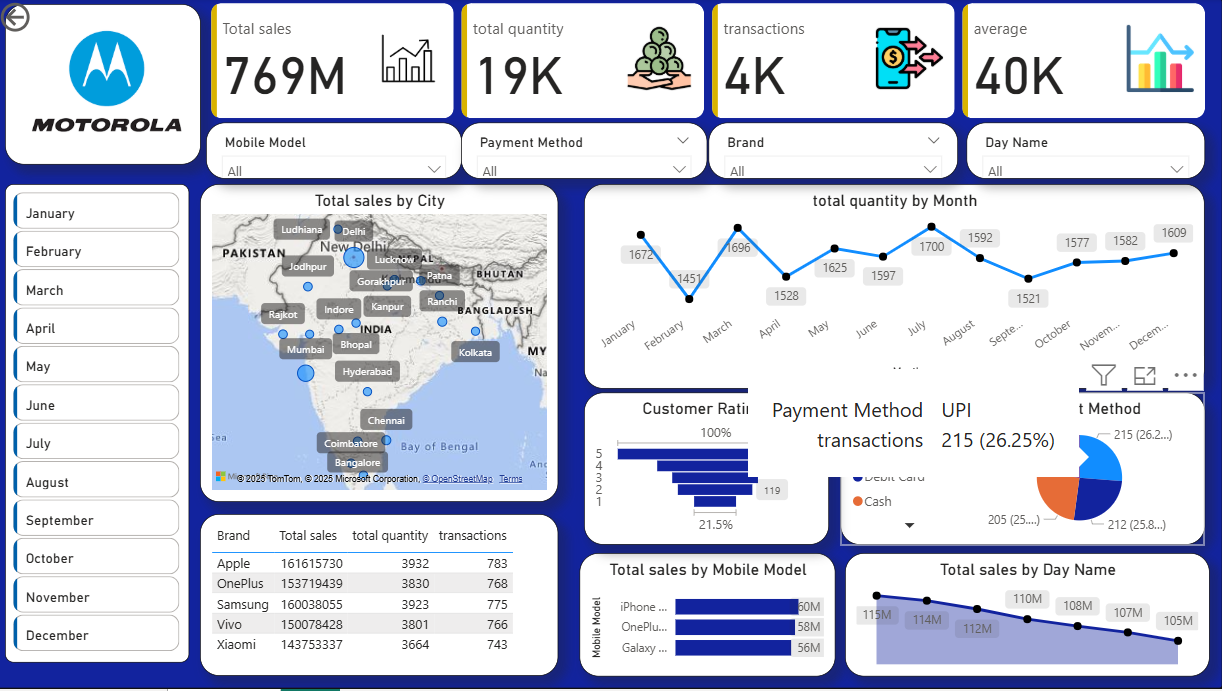 MOTOROLA
Total sales
769M
total quantity
19K
transactions
4K
average
40K
Mobile Model
All
Payment Method
All
Brand
All
Day Name
All
January
February
March
April
May
June
July
August
September
October
November
December
Total sales by City
Ludhiana
Delhi
New Delhi
PAKISTAN
Lucknow
NEPAL
Jodhpur
Gorakhpur
Patna
BHUTAN
Rajkot
Indore
Kanpur
Ranchi
BANGLADESH
INDIA
Mumbai
Bhopal
Kolkata
MY
Na
Hyderabad
Chennai
Coimbatore
Bay of Bengal
Bangalore
© 2025 TomTom, © 2025 Microsoft Corporation, © OpenStreetMap Terms
total quantity by Month
1672
1451
1696
1528
1625
1597
1700
1592
1521
1577
1582
1609
January
February
March
April
May
June
July
August
Septe...
October
Novem...
Decem...
Customer Ratin
100%
5
4
3
2
1
119
21.5%
Payment Method UPI
transactions 215 (26.25%)
t Method
215 (26.2...)
Debit Card
Cash
205 (25....)
212 (25.8...)
Brand Total sales total quantity transactions
Apple 161615730 3932 783
OnePlus 153719439 3830 768
Samsung 160038055 3923 775
Vivo 150078428 3801 766
Xiaomi 143753337 3664 743
Total sales by Mobile Model
Mobile Model
iPhone ... 60M
OnePlu... 58M
Galaxy ... 56M
Total sales by Day Name
115M
114M
112M
110M
108M
107M
105M